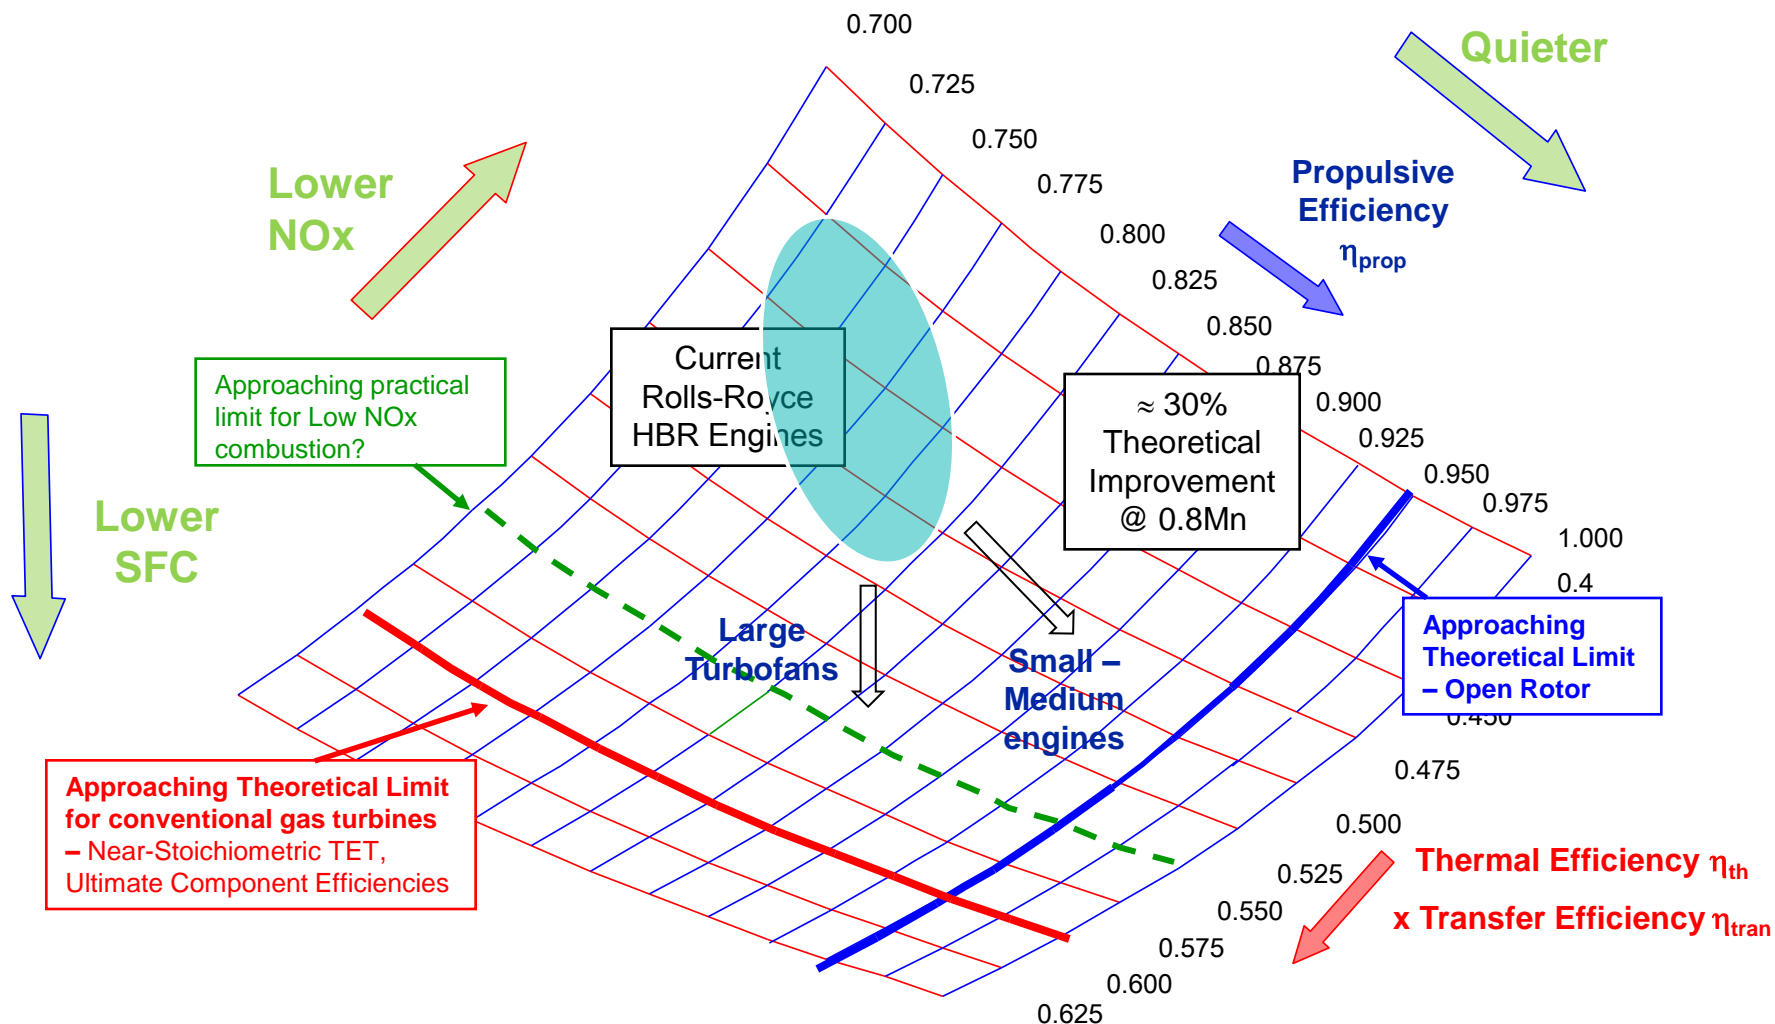 0.700
0.725
0.750
0.775
0.800
0.825
0.850
0.875
0.900
0.925
0.950
0.975
1.000
Quieter
Propulsive
Efficiency
ηprop
Lower
NOx
Approaching practical
limit for Low NOx
combustion?
Current
Rolls-Royce
HBR Engines
≈ 30%
Theoretical
Improvement
@ 0.8Mn
Lower
SFC
Large
Turbofans
Small –
Medium
engines
Approaching
Theoretical Limit
– Open Rotor
Approaching Theoretical Limit
for conventional gas turbines
– Near-Stoichiometric TET,
Ultimate Component Efficiencies
0.4
0.450
0.475
0.500
0.525
0.550
0.575
0.600
0.625
Thermal Efficiency ηth
x Transfer Efficiency ηtran